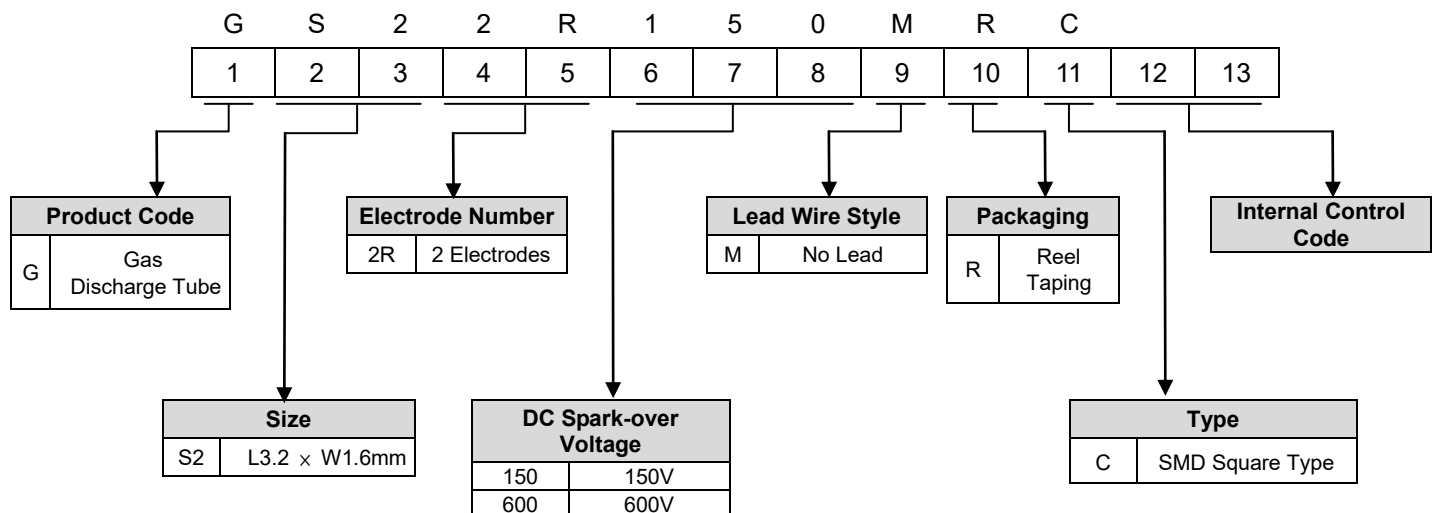 G S 2 2 R 1 5 0 M R C
1 2 3 4 5 6 7 8 9 10 11 12 13
Product Code
G Gas
Discharge Tube
Electrode Number
2R 2 Electrodes
Lead Wire Style
M No Lead
Packaging
R Reel
Taping
Internal Control
Code
Size
S2 L3.2 × W1.6mm
DC Spark-over
Voltage
150 150V
600 600V
Type
C SMD Square Type